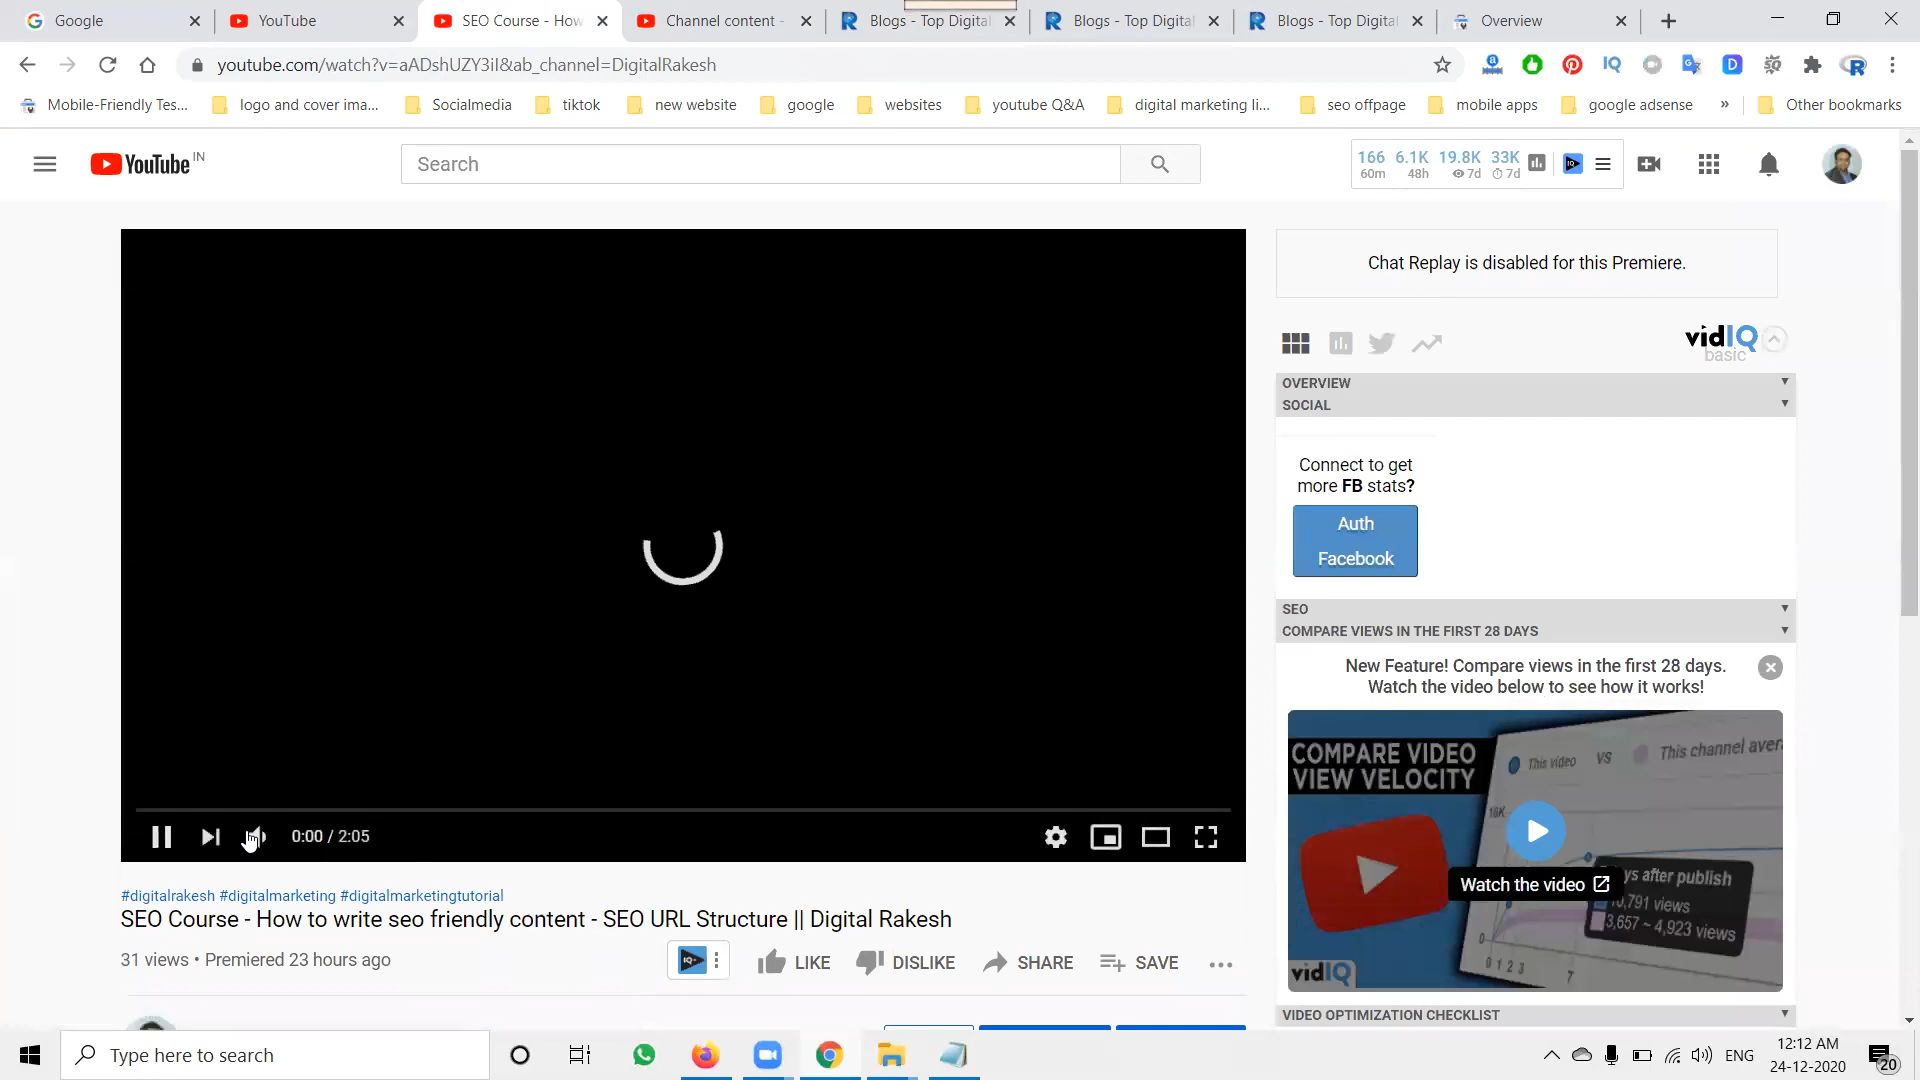 Google
YouTube
SEO Course - How
Channel content -
Blogs - Top Digital
Blogs - Top Digital
Blogs - Top Digital
Overview
youtube.com/watch?v=aADshUZY3iI&ab_channel=DigitalRakesh
Mobile-Friendly Tes...
logo and cover ima...
Socialmedia
tiktok
new website
google
websites
youtube Q&A
digital marketing li...
seo offpage
mobile apps
google adsense
»
Other bookmarks
YouTube IN
Search
166 6.1K 19.8K 33K
60m 48h 7d 7d
Chat Replay is disabled for this Premiere.
vidIQ
basic
OVERVIEW
SOCIAL
Connect to get
more FB stats?
Auth
Facebook
SEO
COMPARE VIEWS IN THE FIRST 28 DAYS
New Feature! Compare views in the first 28 days.
Watch the video below to see how it works!
COMPARE VIDEO
VIEW VELOCITY
This video VS This channel aver
Watch the video
ys after publish
10,791 views
3,657 ~ 4,923 views
0 1 2 3 7
vidIQ
VIDEO OPTIMIZATION CHECKLIST
0:00 / 2:05
#digitalrakesh #digitalmarketing #digitalmarketingtutorial
SEO Course - How to write seo friendly content - SEO URL Structure || Digital Rakesh
31 views • Premiered 23 hours ago
LIKE
DISLIKE
SHARE
SAVE
Type here to search
ENG
12:12 AM
24-12-2020
20